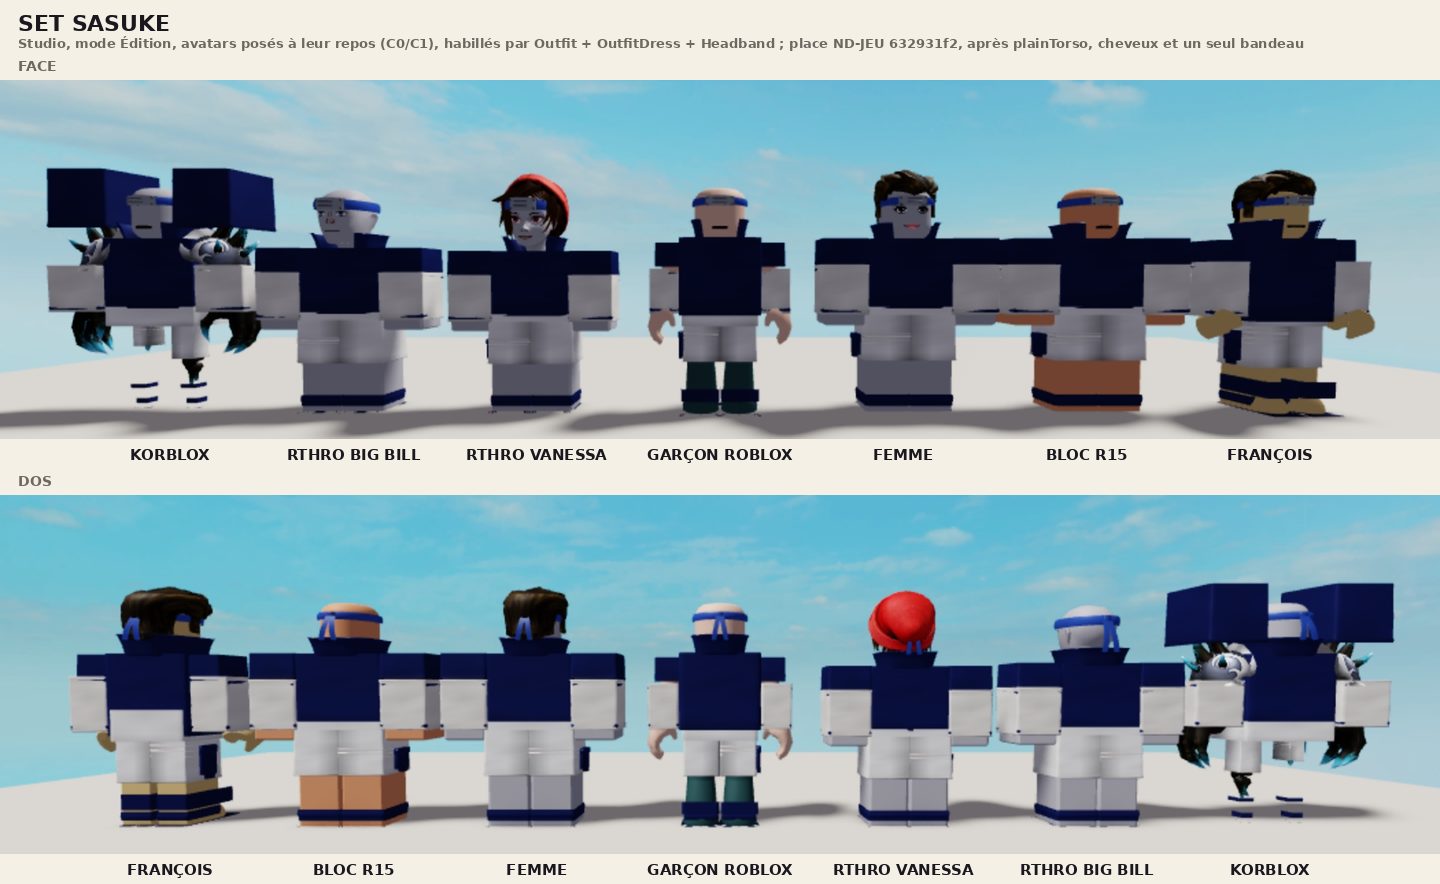 SET SASUKE
Studio, mode Édition, avatars posés à leur repos (C0/C1), habillés par Outfit + OutfitDress + Headband ; place ND-JEU 632931f2, après plainTorso, cheveux et un seul bandeau
FACE
KORBLOX RTHRO BIG BILL RTHRO VANESSA GARÇON ROBLOX FEMME BLOC R15 FRANÇOIS
DOS
FRANÇOIS BLOC R15 FEMME GARÇON ROBLOX RTHRO VANESSA RTHRO BIG BILL KORBLOX